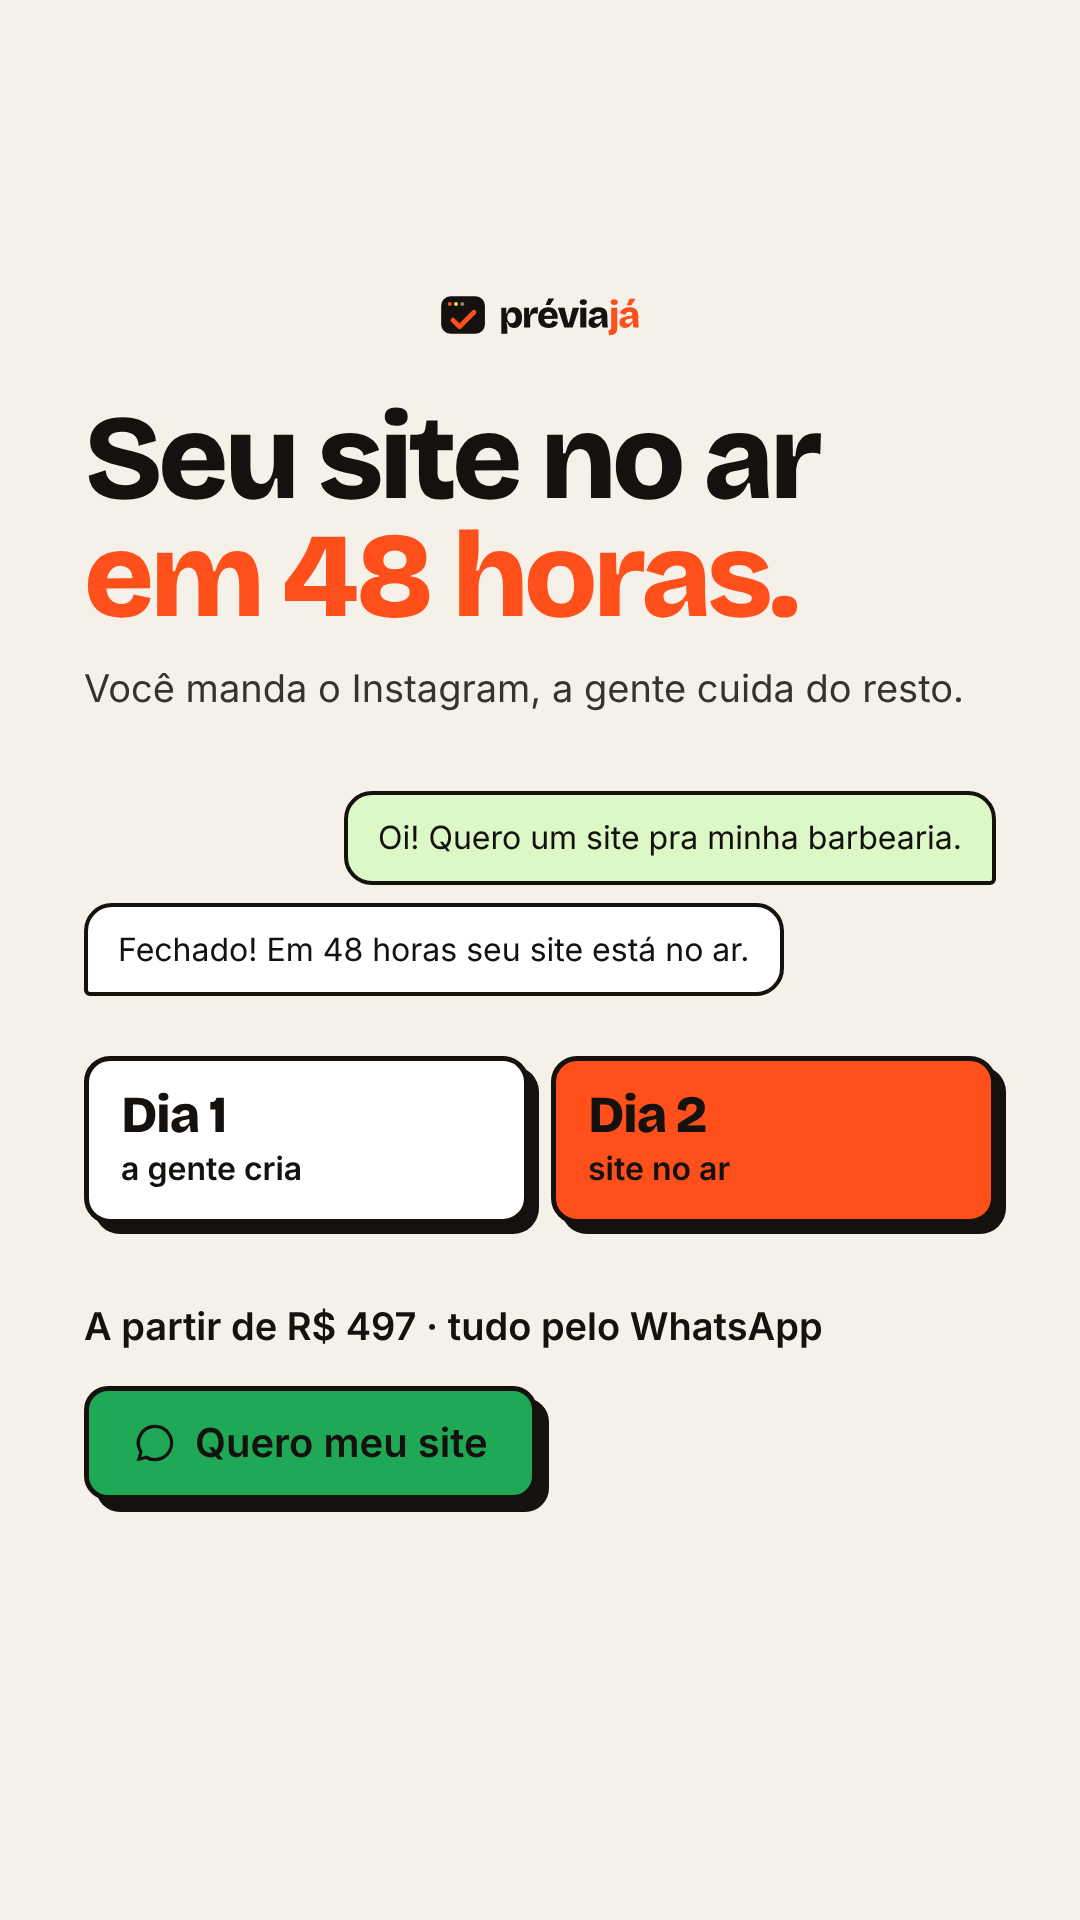 préviajá
Seu site no ar
em 48 horas.
Você manda o Instagram, a gente cuida do resto.
Oi! Quero um site pra minha barbearia.
Fechado! Em 48 horas seu site está no ar.
Dia 1
a gente cria
Dia 2
site no ar
A partir de R$ 497 · tudo pelo WhatsApp
Quero meu site